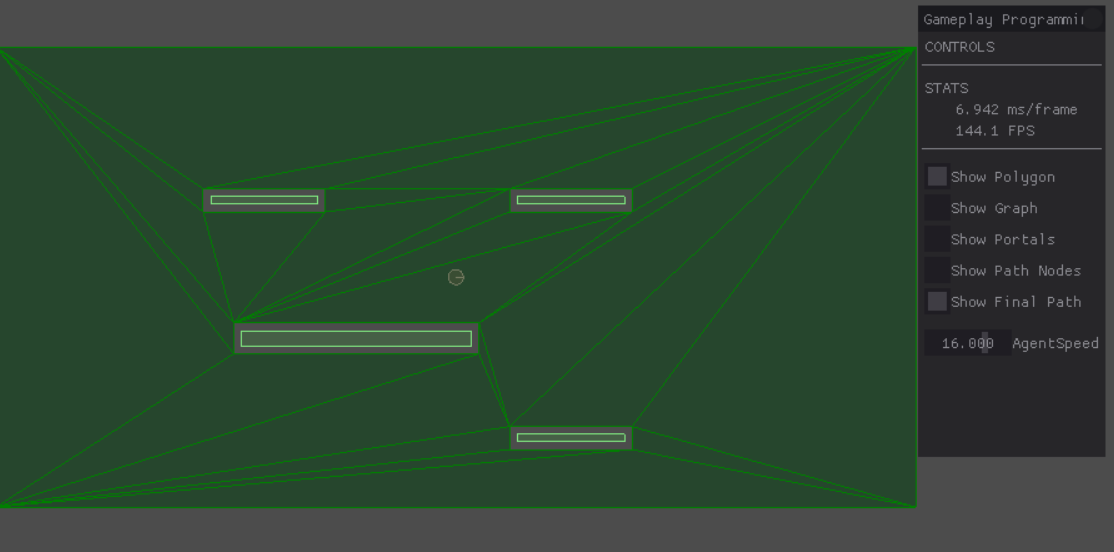 Gameplay Programmi
CONTROLS
STATS
6.942 ms/frame
144.1 FPS
Show Polygon
Show Graph
Show Portals
Show Path Nodes
Show Final Path
16.000 AgentSpeed